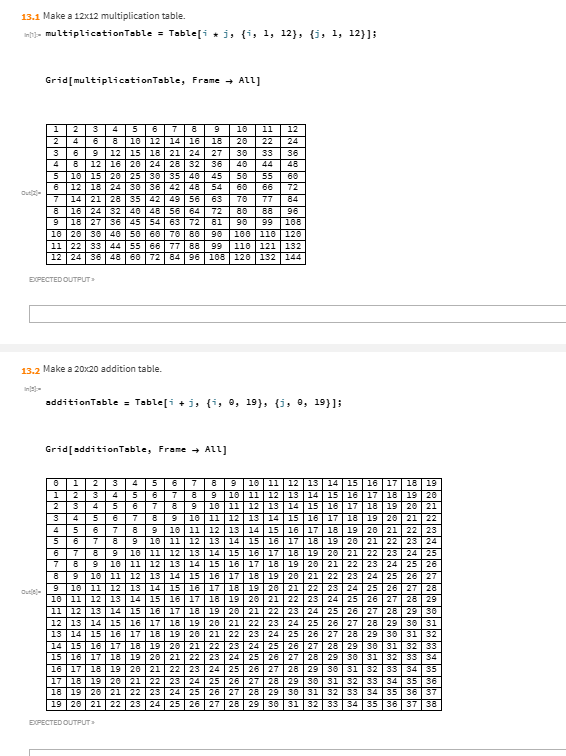 13.1 Make a 12x12 multiplication table.
In[1]:= multiplicationTable = Table[i * j, {i, 1, 12}, {j, 1, 12}];
Grid[multiplicationTable, Frame → All]
1 2 3 4 5 6 7 8 9 10 11 12
2 4 6 8 10 12 14 16 18 20 22 24
3 6 9 12 15 18 21 24 27 30 33 36
4 8 12 16 20 24 28 32 36 40 44 48
5 10 15 20 25 30 35 40 45 50 55 60
Out[2]=
6 12 18 24 30 36 42 48 54 60 66 72
7 14 21 28 35 42 49 56 63 70 77 84
8 16 24 32 40 48 56 64 72 80 88 96
9 18 27 36 45 54 63 72 81 90 99 108
10 20 30 40 50 60 70 80 90 100 110 120
11 22 33 44 55 66 77 88 99 110 121 132
12 24 36 48 60 72 84 96 108 120 132 144
EXPECTED OUTPUT »
13.2 Make a 20x20 addition table.
In[5]:=
additionTable = Table[i + j, {i, 0, 19}, {j, 0, 19}];
Grid[additionTable, Frame → All]
0 1 2 3 4 5 6 7 8 9 10 11 12 13 14 15 16 17 18 19
1 2 3 4 5 6 7 8 9 10 11 12 13 14 15 16 17 18 19 20
2 3 4 5 6 7 8 9 10 11 12 13 14 15 16 17 18 19 20 21
3 4 5 6 7 8 9 10 11 12 13 14 15 16 17 18 19 20 21 22
4 5 6 7 8 9 10 11 12 13 14 15 16 17 18 19 20 21 22 23
5 6 7 8 9 10 11 12 13 14 15 16 17 18 19 20 21 22 23 24
6 7 8 9 10 11 12 13 14 15 16 17 18 19 20 21 22 23 24 25
7 8 9 10 11 12 13 14 15 16 17 18 19 20 21 22 23 24 25 26
8 9 10 11 12 13 14 15 16 17 18 19 20 21 22 23 24 25 26 27
Out[6]=
9 10 11 12 13 14 15 16 17 18 19 20 21 22 23 24 25 26 27 28
10 11 12 13 14 15 16 17 18 19 20 21 22 23 24 25 26 27 28 29
11 12 13 14 15 16 17 18 19 20 21 22 23 24 25 26 27 28 29 30
12 13 14 15 16 17 18 19 20 21 22 23 24 25 26 27 28 29 30 31
13 14 15 16 17 18 19 20 21 22 23 24 25 26 27 28 29 30 31 32
14 15 16 17 18 19 20 21 22 23 24 25 26 27 28 29 30 31 32 33
15 16 17 18 19 20 21 22 23 24 25 26 27 28 29 30 31 32 33 34
16 17 18 19 20 21 22 23 24 25 26 27 28 29 30 31 32 33 34 35
17 18 19 20 21 22 23 24 25 26 27 28 29 30 31 32 33 34 35 36
18 19 20 21 22 23 24 25 26 27 28 29 30 31 32 33 34 35 36 37
19 20 21 22 23 24 25 26 27 28 29 30 31 32 33 34 35 36 37 38
EXPECTED OUTPUT »